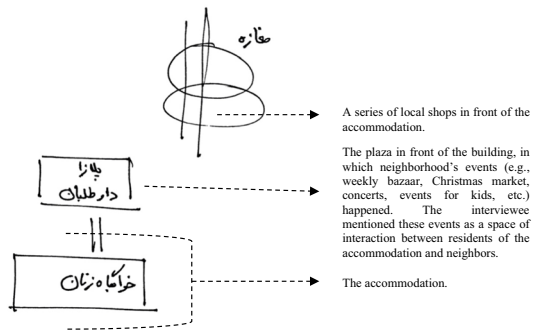 مغازه
A series of local shops in front of the
accommodation.
The plaza in front of the building, in
which neighborhood's events (e.g.,
weekly bazaar, Christmas market,
concerts, events for kids, etc.)
happened. The interviewee
mentioned these events as a space of
interaction between residents of the
accommodation and neighbors.
پلازا
داوطلبان
خوابگاه زنان
The accommodation.